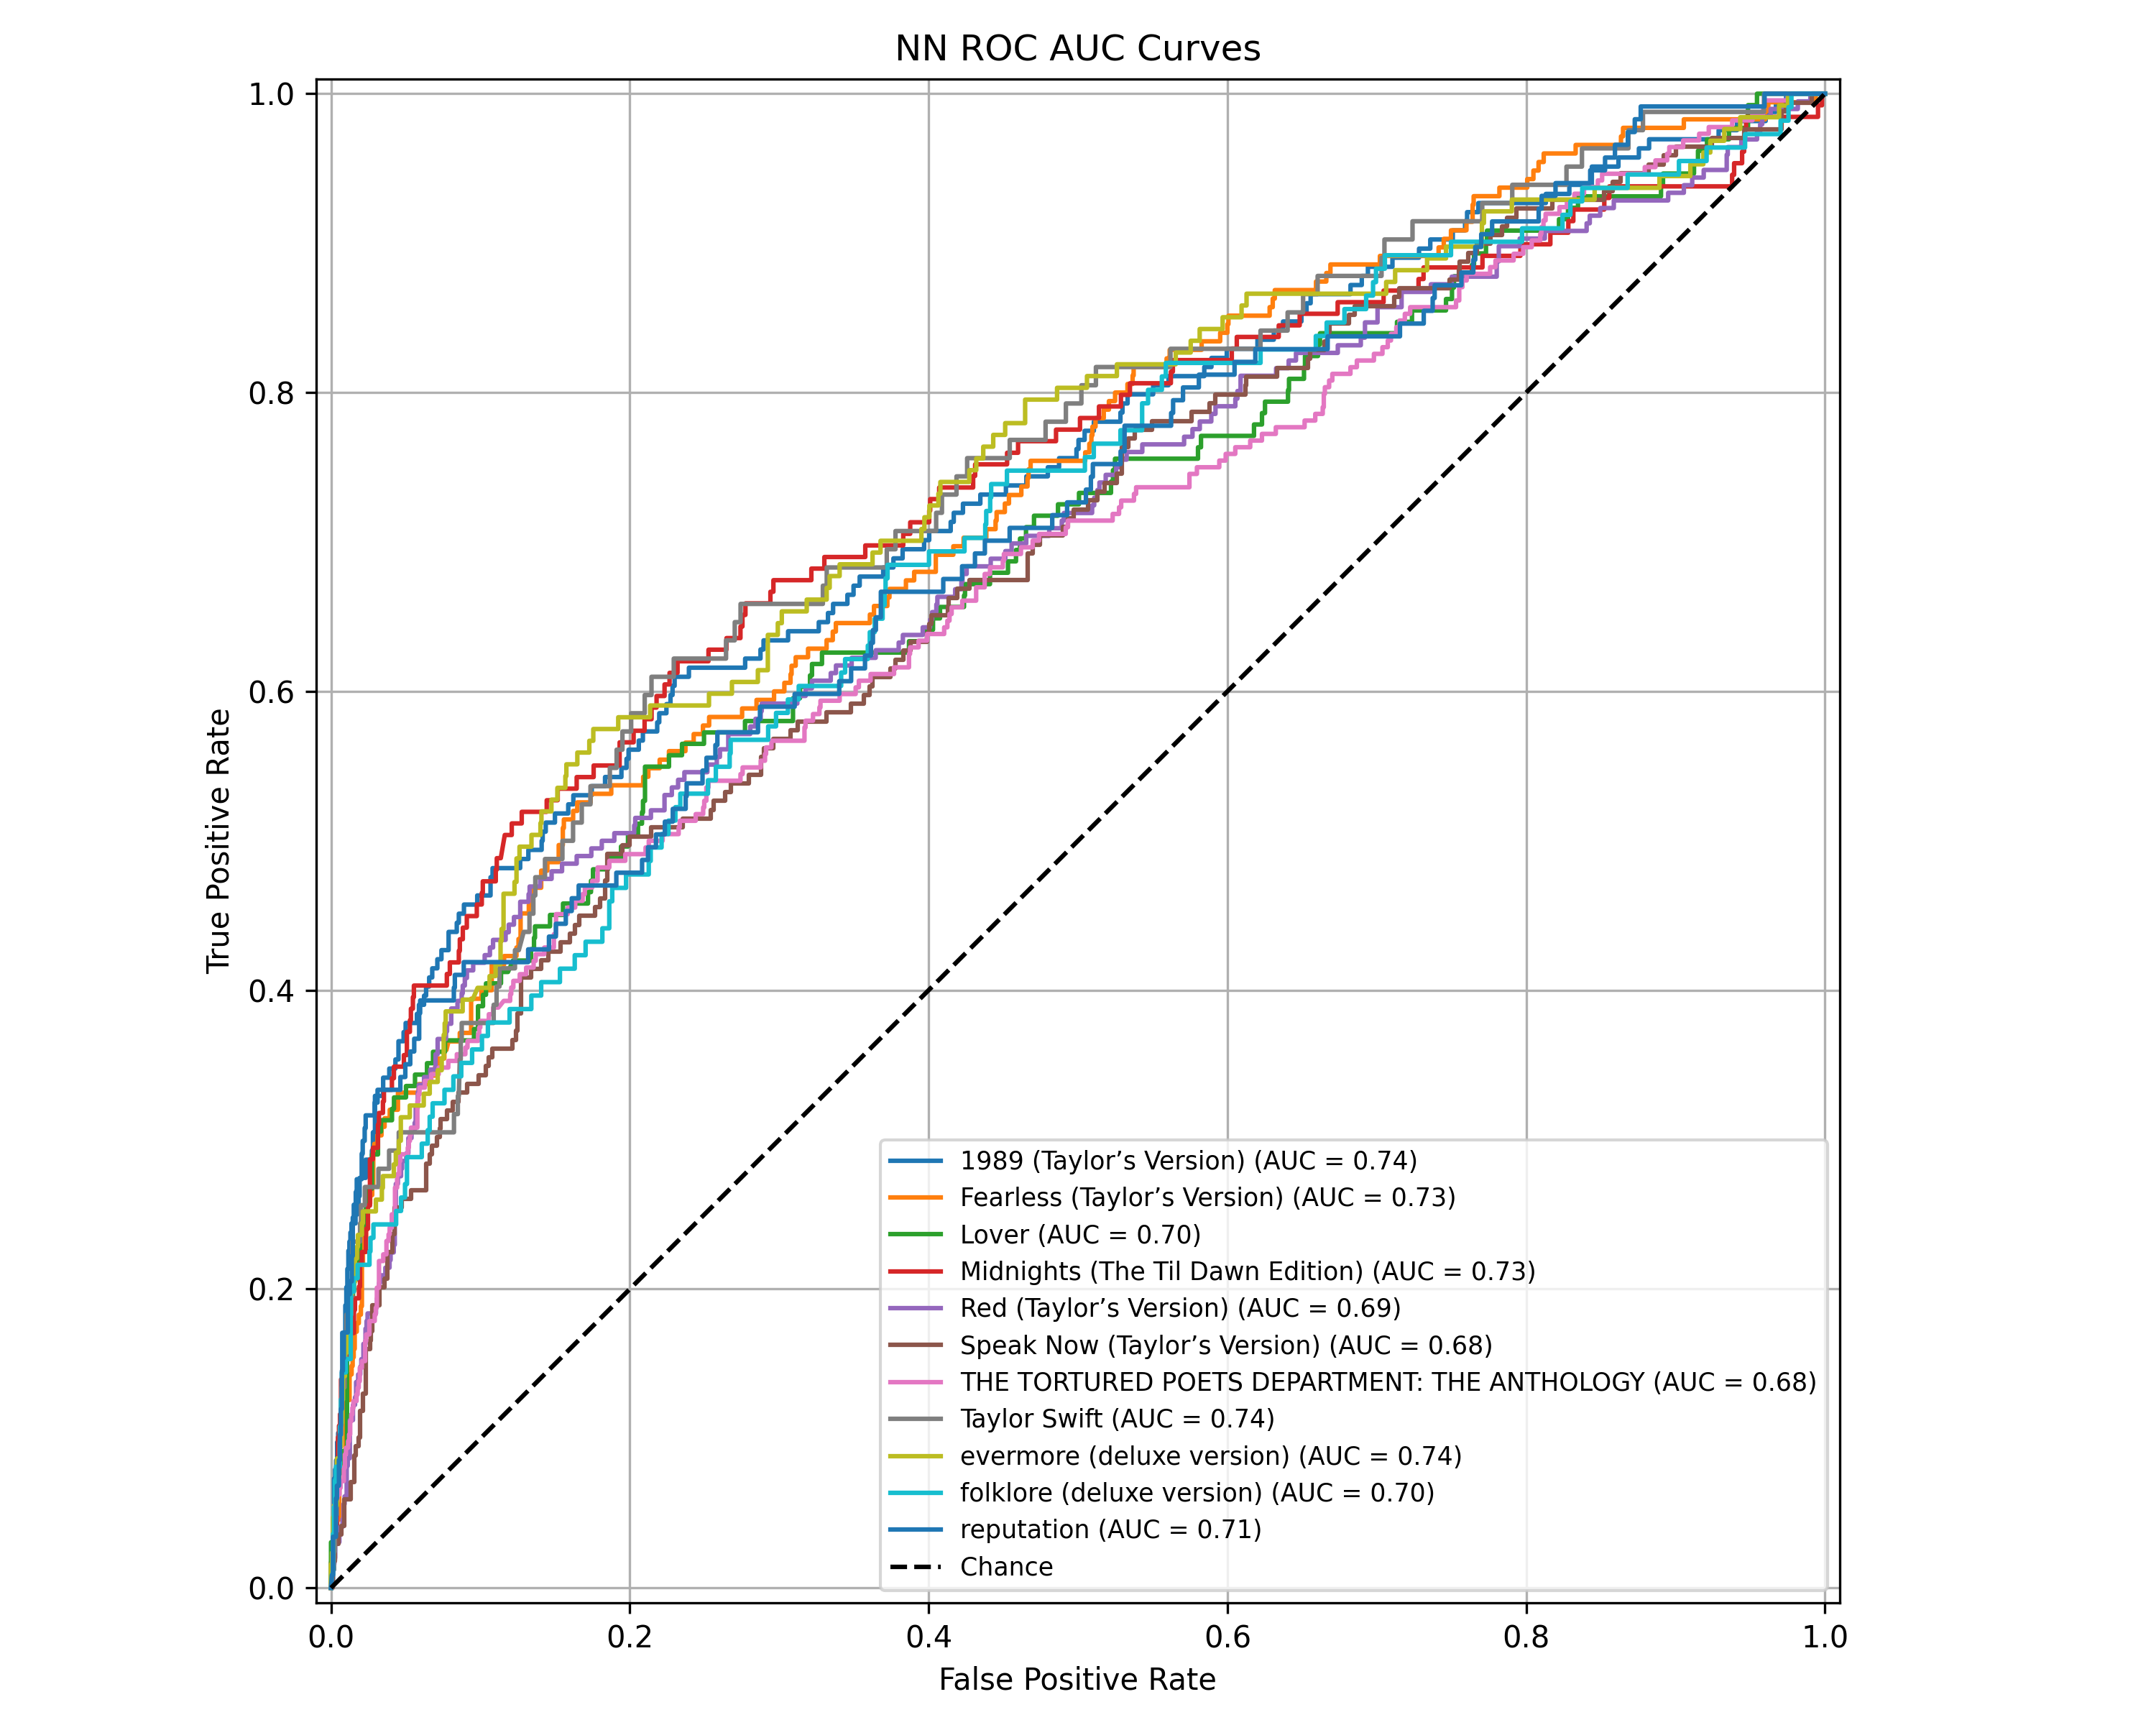 NN ROC AUC Curves
1.0
0.8
0.6
0.4
0.2
0.0
True Positive Rate
1989 (Taylor’s Version) (AUC = 0.74)
Fearless (Taylor’s Version) (AUC = 0.73)
Lover (AUC = 0.70)
Midnights (The Til Dawn Edition) (AUC = 0.73)
Red (Taylor’s Version) (AUC = 0.69)
Speak Now (Taylor’s Version) (AUC = 0.68)
THE TORTURED POETS DEPARTMENT: THE ANTHOLOGY (AUC = 0.68)
Taylor Swift (AUC = 0.74)
evermore (deluxe version) (AUC = 0.74)
folklore (deluxe version) (AUC = 0.70)
reputation (AUC = 0.71)
Chance
0.0 0.2 0.4 0.6 0.8 1.0
False Positive Rate